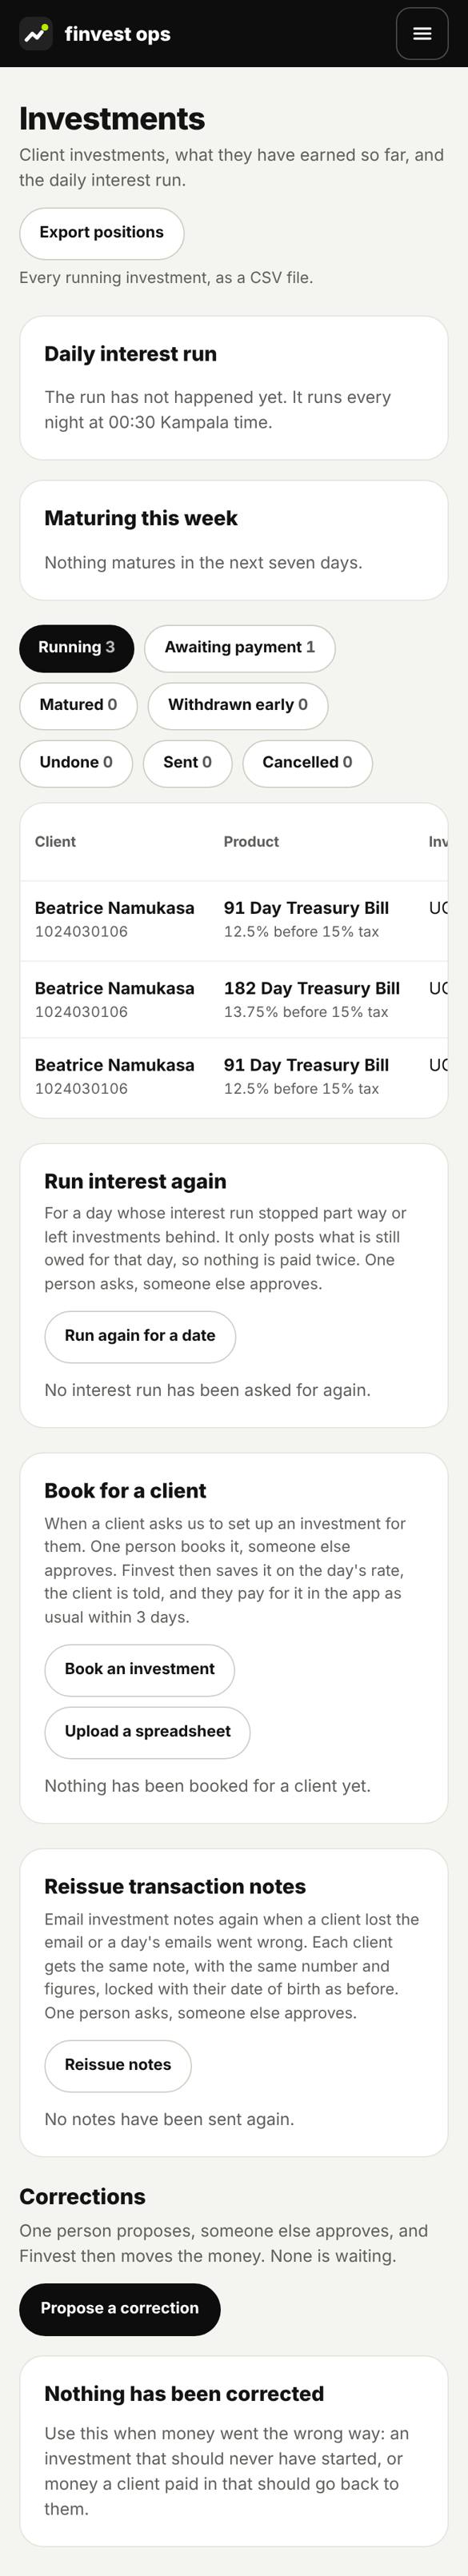 finvest ops
Investments
Client investments, what they have earned so far, and
the daily interest run.
Export positions
Every running investment, as a CSV file.
Daily interest run
The run has not happened yet. It runs every
night at 00:30 Kampala time.
Maturing this week
Nothing matures in the next seven days.
Running 3
Awaiting payment 1
Matured 0
Withdrawn early 0
Undone 0
Sent 0
Cancelled 0
Client Product Inv
Beatrice Namukasa 91 Day Treasury Bill
1024030106 12.5% before 15% tax
Beatrice Namukasa 182 Day Treasury Bill
1024030106 13.75% before 15% tax
Beatrice Namukasa 91 Day Treasury Bill
1024030106 12.5% before 15% tax
Run interest again
For a day whose interest run stopped part way or
left investments behind. It only posts what is still
owed for that day, so nothing is paid twice. One
person asks, someone else approves.
Run again for a date
No interest run has been asked for again.
Book for a client
When a client asks us to set up an investment for
them. One person books it, someone else
approves. Finvest then saves it on the day's rate,
the client is told, and they pay for it in the app as
usual within 3 days.
Book an investment
Upload a spreadsheet
Nothing has been booked for a client yet.
Reissue transaction notes
Email investment notes again when a client lost the
email or a day's emails went wrong. Each client
gets the same note, with the same number and
figures, locked with their date of birth as before.
One person asks, someone else approves.
Reissue notes
No notes have been sent again.
Corrections
One person proposes, someone else approves, and
Finvest then moves the money. None is waiting.
Propose a correction
Nothing has been corrected
Use this when money went the wrong way: an
investment that should never have started, or
money a client paid in that should go back to
them.